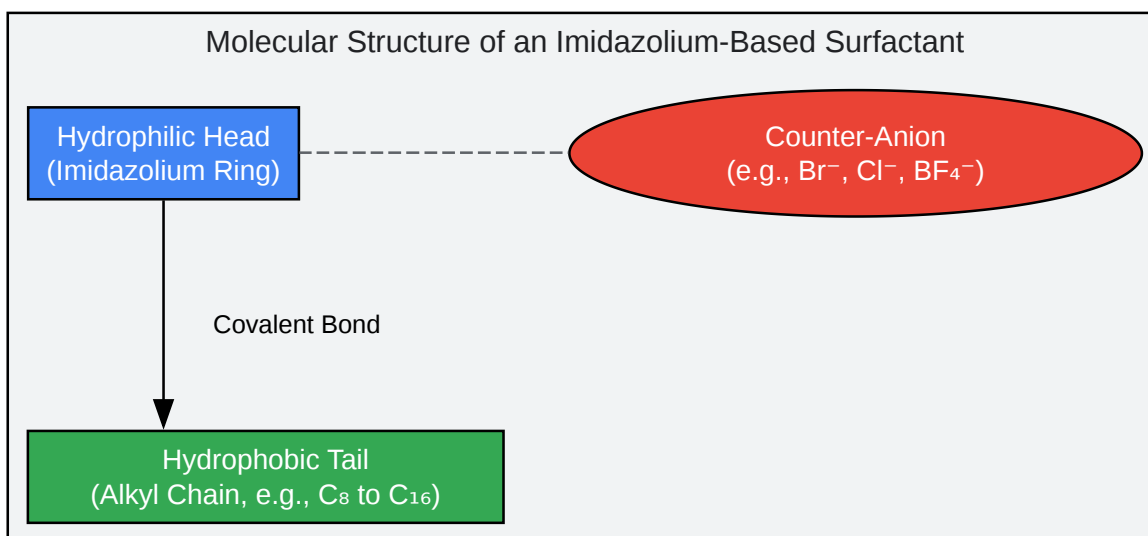 Molecular Structure of an Imidazolium-Based Surfactant
Hydrophilic Head
(Imidazolium Ring)
Counter-Anion
(e.g., Br⁻, Cl⁻, BF₄⁻)
Covalent Bond
Hydrophobic Tail
(Alkyl Chain, e.g., C₈ to C₁₆)